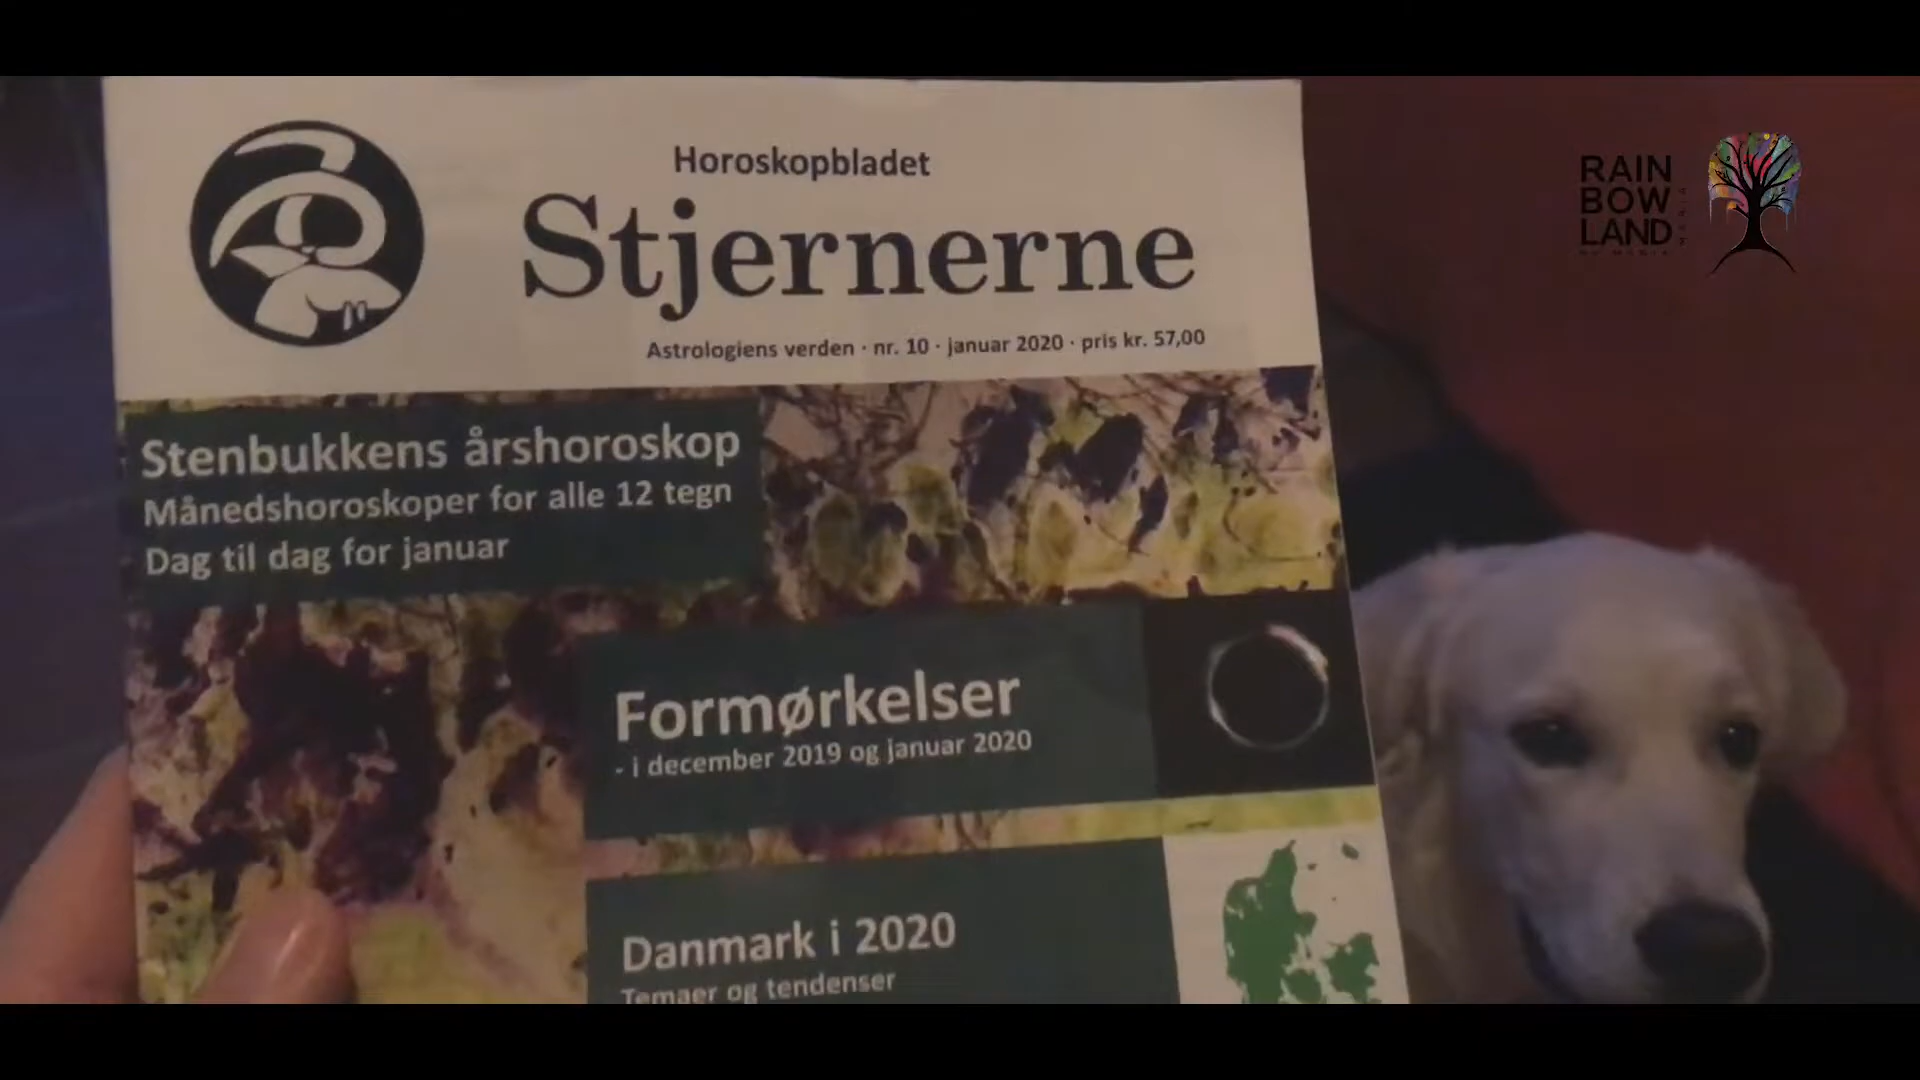 Horoskopbladet
Stjernerne
Astrologiens verden · nr. 10 · januar 2020 · pris kr. 57,00
Stenbukkens årshoroskop
Månedshoroskoper for alle 12 tegn
Dag til dag for januar
Formørkelser
- i december 2019 og januar 2020
Danmark i 2020
Temaer og tendenser
RAIN
BOW
LAND